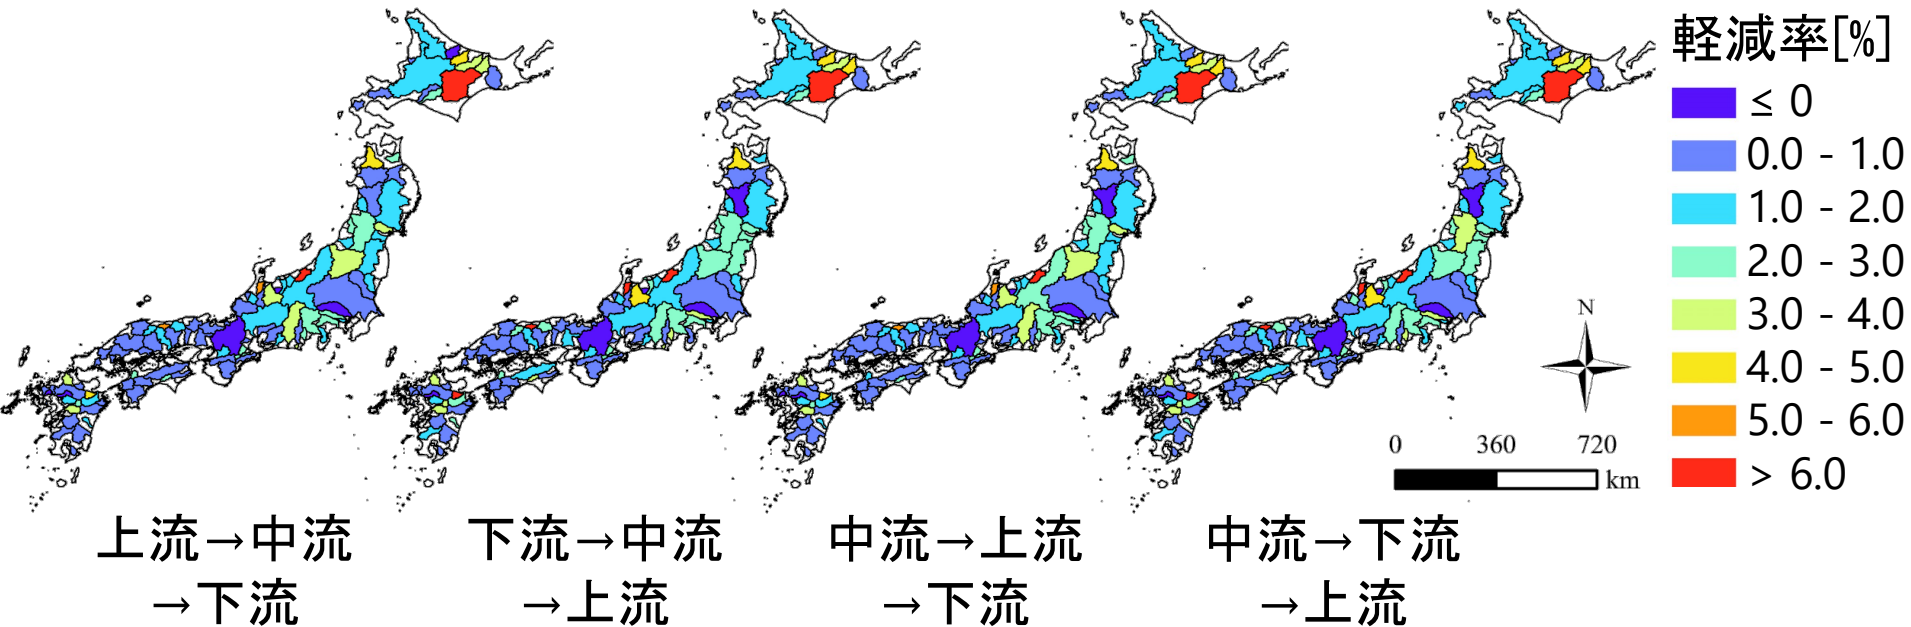 軽減率[%]
≤ 0
0.0 - 1.0
1.0 - 2.0
2.0 - 3.0
3.0 - 4.0
4.0 - 5.0
5.0 - 6.0
> 6.0
N
0 360 720
km
上流→中流
→下流
下流→中流
→上流
中流→上流
→下流
中流→下流
→上流